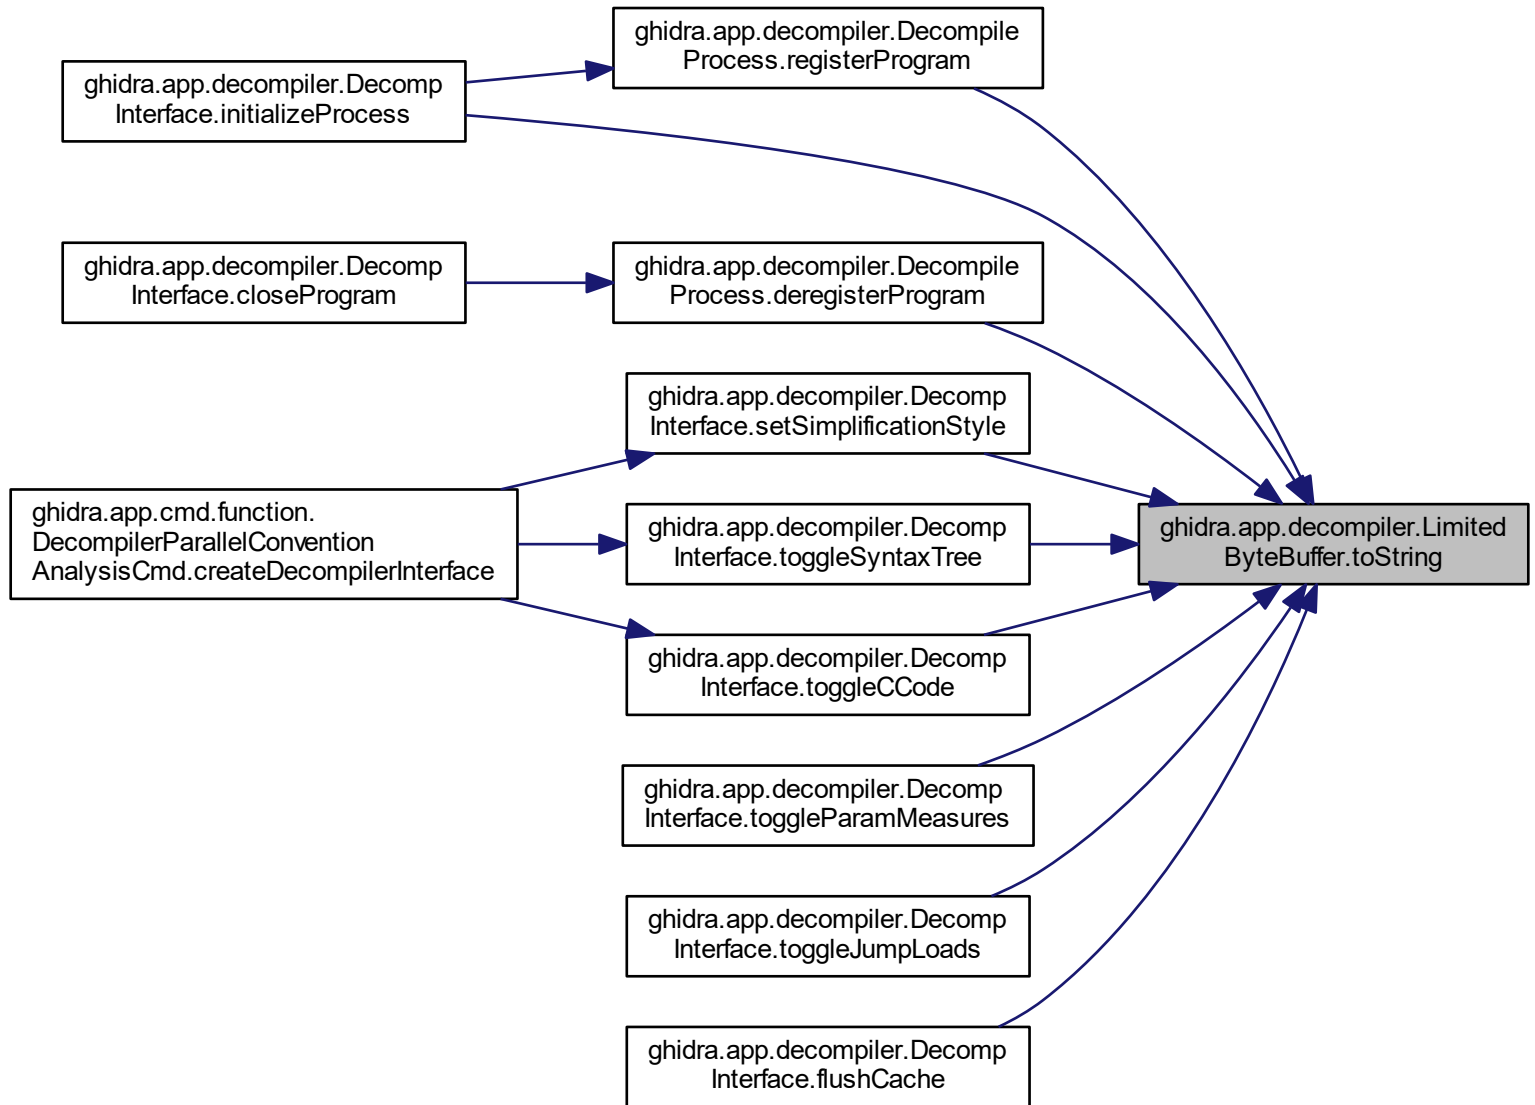 ghidra.app.decompiler.Decompile
Process.registerProgram
ghidra.app.decompiler.Decomp
Interface.initializeProcess
ghidra.app.decompiler.Decomp
Interface.closeProgram
ghidra.app.decompiler.Decompile
Process.deregisterProgram
ghidra.app.decompiler.Decomp
Interface.setSimplificationStyle
ghidra.app.cmd.function.
DecompilerParallelConvention
AnalysisCmd.createDecompilerInterface
ghidra.app.decompiler.Decomp
Interface.toggleSyntaxTree
ghidra.app.decompiler.Limited
ByteBuffer.toString
ghidra.app.decompiler.Decomp
Interface.toggleCCode
ghidra.app.decompiler.Decomp
Interface.toggleParamMeasures
ghidra.app.decompiler.Decomp
Interface.toggleJumpLoads
ghidra.app.decompiler.Decomp
Interface.flushCache